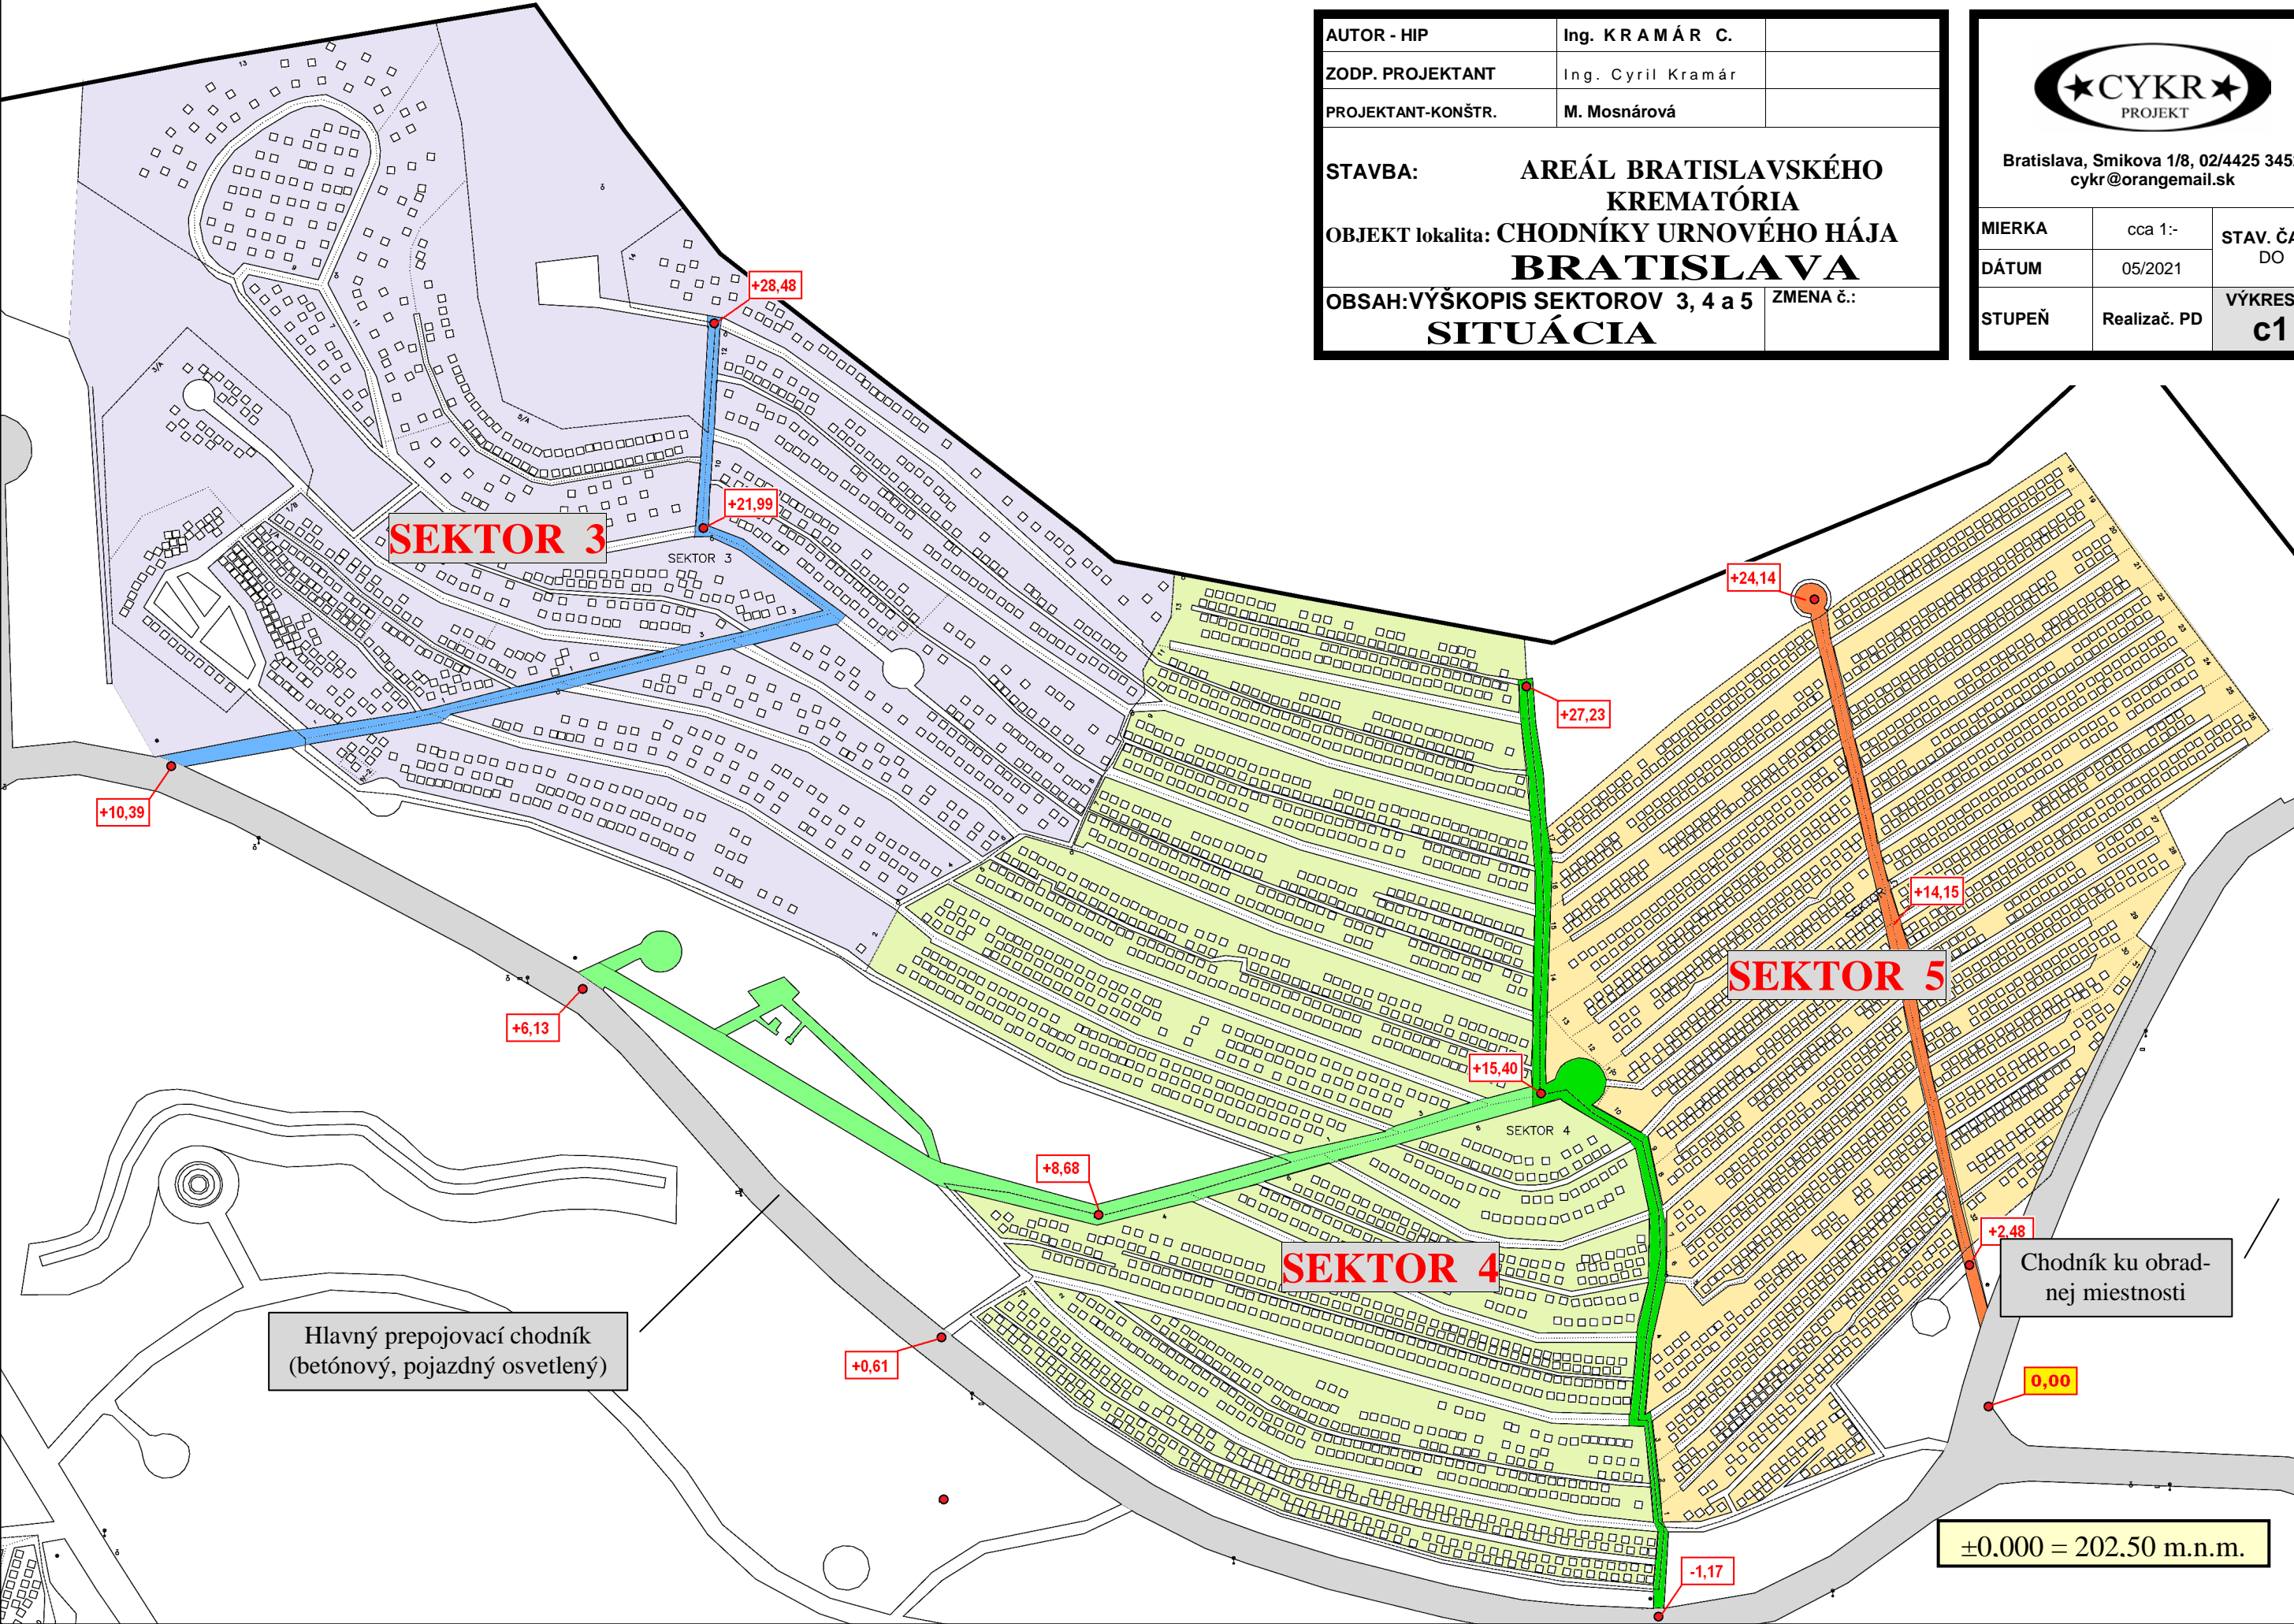 AUTOR - HIP
Ing. K R A M Á R C.
ZODP. PROJEKTANT
Ing. Cyril Kramár
PROJEKTANT-KONŠTR.
M. Mosnárová
STAVBA: AREÁL BRATISLAVSKÉHO
KREMATÓRIA
OBJEKT lokalita: CHODNÍKY URNOVÉHO HÁJA
BRATISLAVA
OBSAH: VÝŠKOPIS SEKTOROV 3, 4 a 5
SITUÁCIA
ZMENA č.:
CYKR
PROJEKT
Bratislava, Smikova 1/8, 02/4425
cykr@orangemail.sk
MIERKA
cca 1:-
STAV.
DO
DÁTUM
05/2021
STUPEŇ
Realizač. PD
VÝKRES
c1
+28,48
+21,99
SEKTOR 3
SEKTOR 3
+24,14
+27,23
+10,39
+14,15
SEKTOR 5
+6,13
+15,40
SEKTOR 4
+8,68
+2,48
SEKTOR 4
Chodník ku obrad-
nej miestnosti
Hlavný prepojovací chodník
(betónový, pojazdný osvetlený)
+0,61
0,00
±0,000 = 202,50 m.n.m.
-1,17